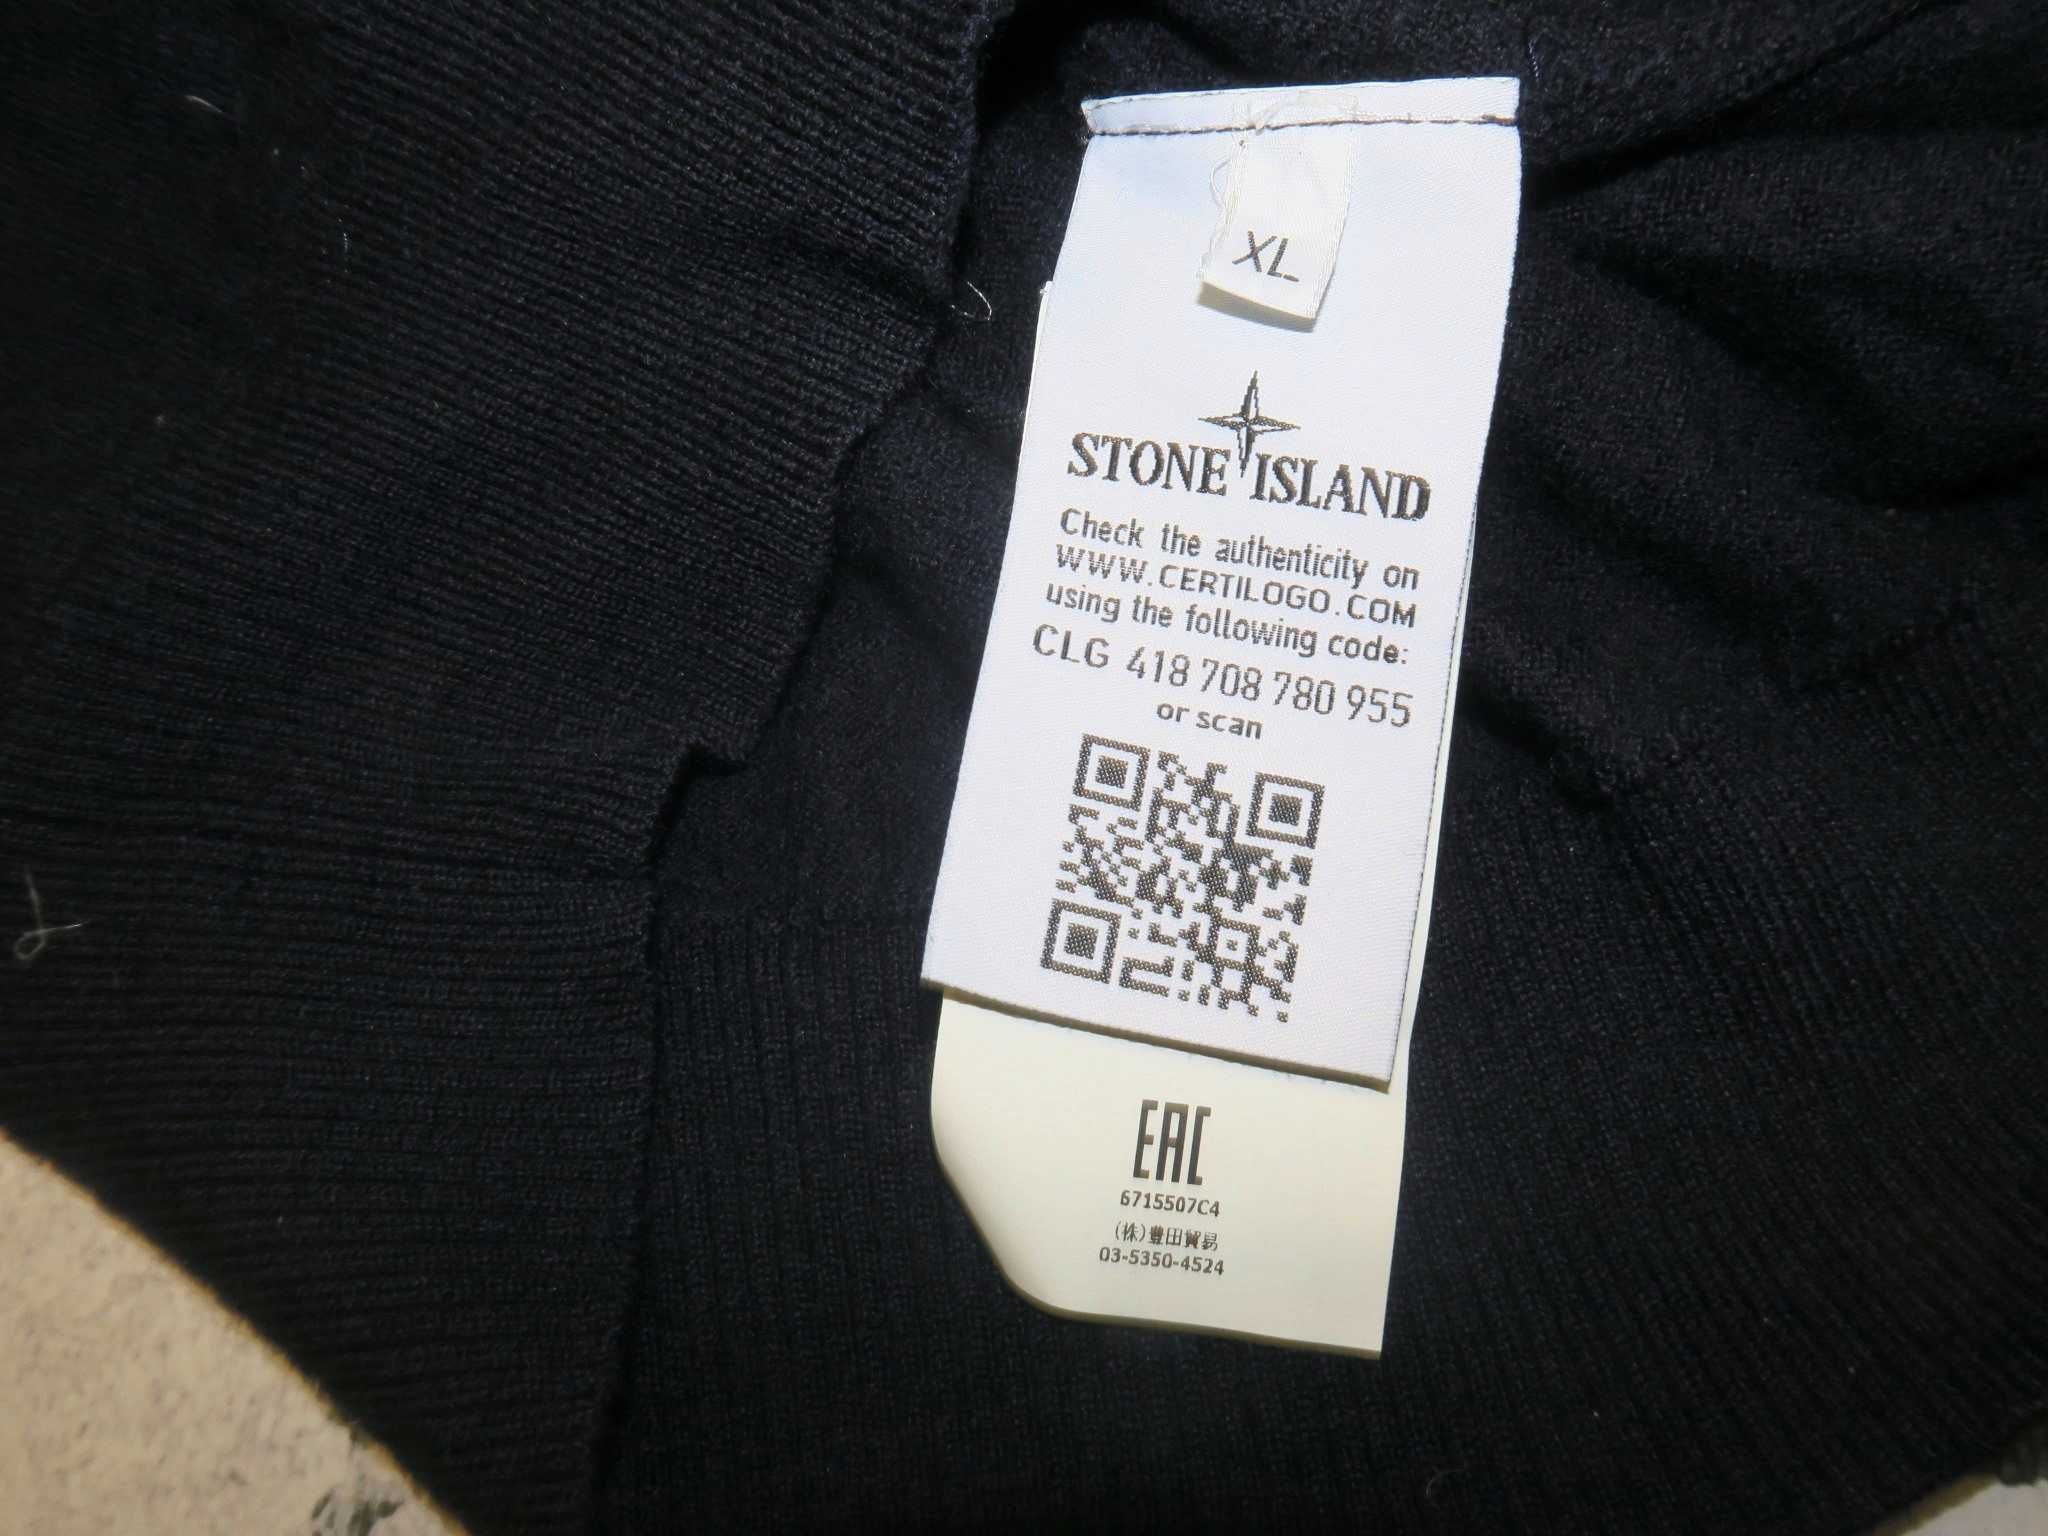 XL
STONE ISLAND
Check the authenticity on
WWW.CERTILOGO.COM
using the following code:
CLG 418 708 780 955
or scan
EAC
6715507C4
(株)豊田貿易
03-5350-4524